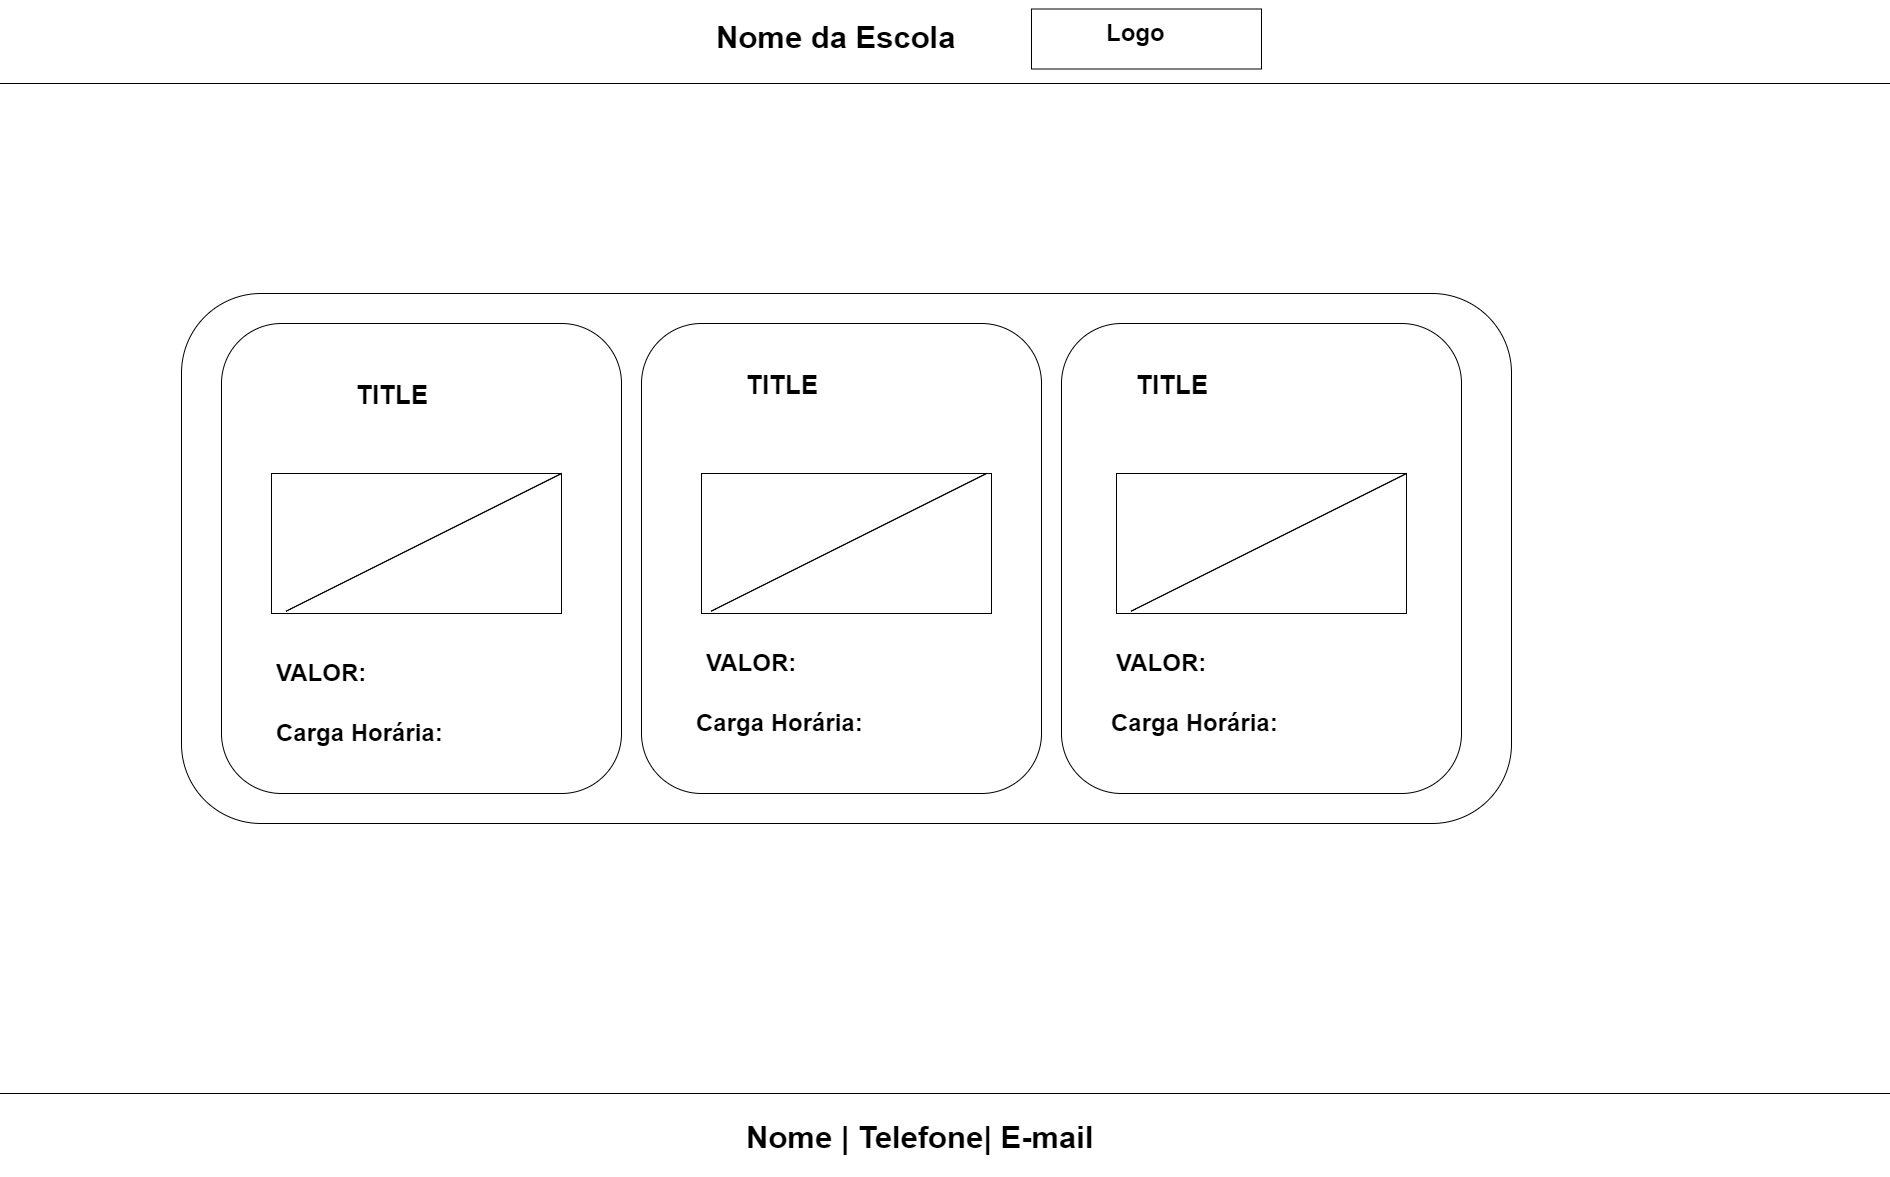 Nome da Escola
Logo
TITLE
VALOR:
Carga Horária:
TITLE
VALOR:
Carga Horária:
TITLE
VALOR:
Carga Horária:
Nome | Telefone| E-mail